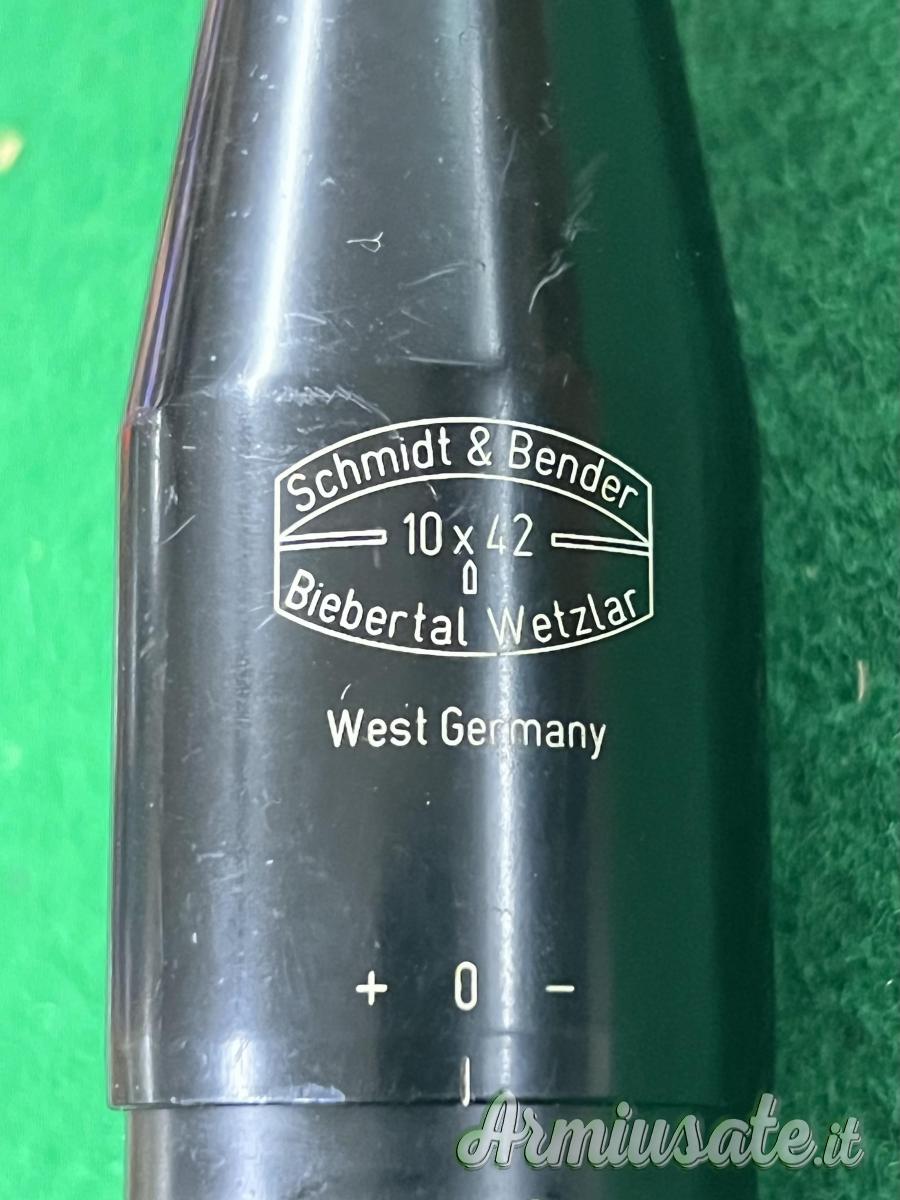 Schmidt & Bender
10 x 42
Biebertal Wetzlar
West Germany
+ 0 -
Armiusate.it